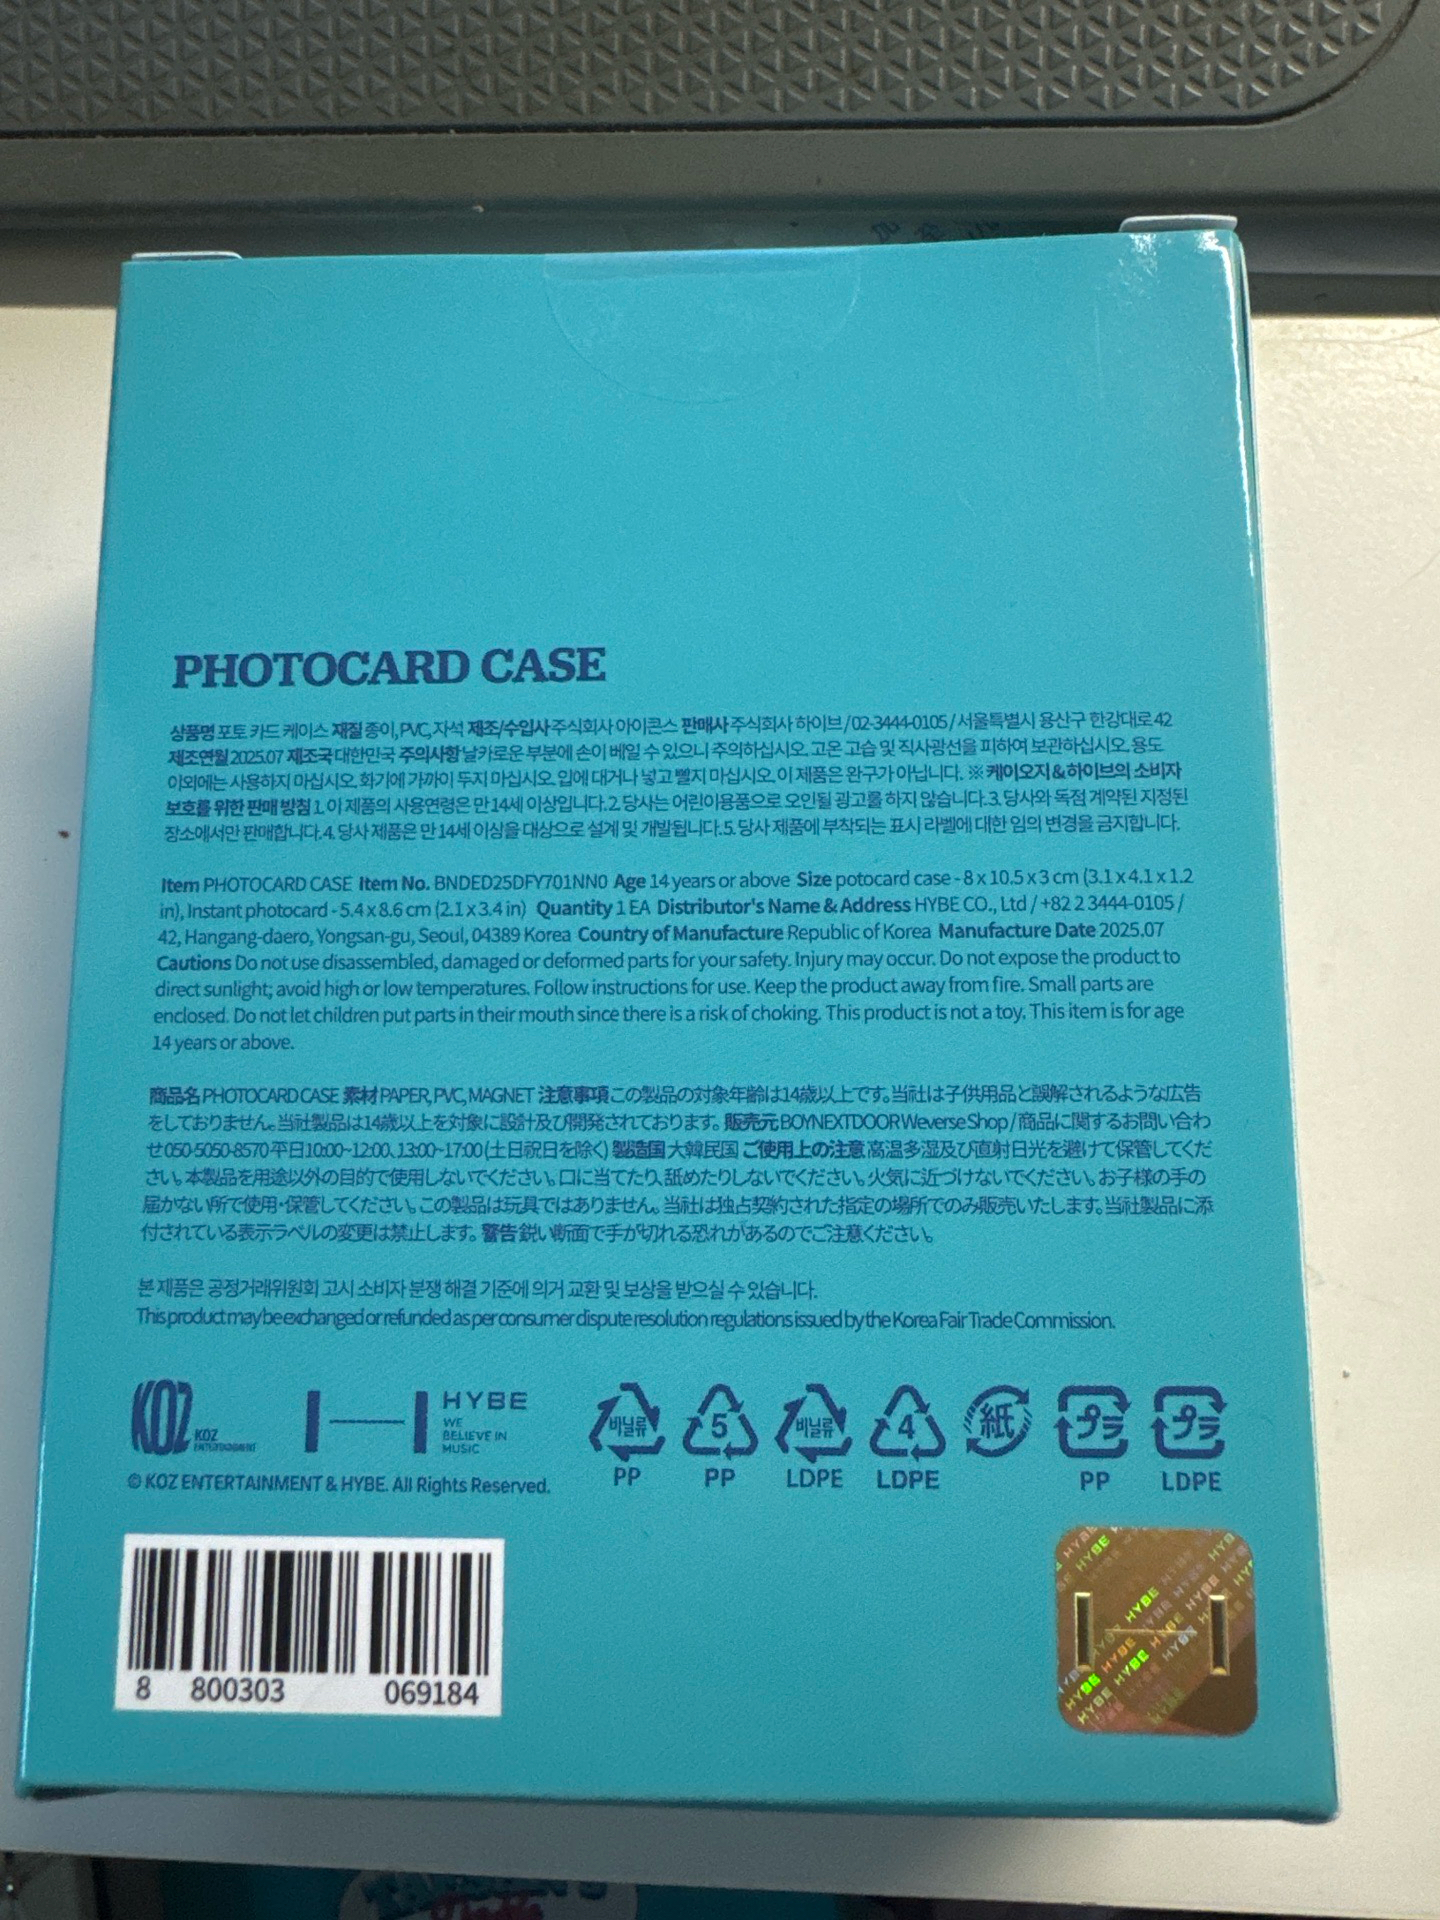 PHOTOCARD CASE
상품명 포토 카드 케이스 재질 종이, PVC, 자석 제조/수입사 주식회사 아이콘스 판매사 주식회사 하이브 / 02-3444-0105 / 서울특별시 용산구 한강대로 42
제조연월 2025.07 제조국 대한민국 주의사항 날카로운 부분에 손이 베일 수 있으니 주의하십시오. 고온 고습 및 직사광선을 피하여 보관하십시오. 용도
이외에는 사용하지 마십시오. 화기에 가까이 두지 마십시오. 입에 대거나 넣고 빨지 마십시오. 이 제품은 완구가 아닙니다. ※ 케이오지 & 하이브의 소비자
보호를 위한 판매 방침 1. 이 제품의 사용연령은 만 14세 이상입니다. 2. 당사는 어린이용품으로 오인될 광고를 하지 않습니다. 3. 당사와 독점 계약된 지정된
장소에서만 판매합니다. 4. 당사 제품은 만 14세 이상을 대상으로 설계 및 개발됩니다. 5. 당사 제품에 부착되는 표시 라벨에 대한 임의 변경을 금지합니다.
Item PHOTOCARD CASE Item No. BNDED25DFY701NN0 Age 14 years or above Size potocard case - 8 x 10.5 x 3 cm (3.1 x 4.1 x 1.2
in), Instant photocard - 5.4 x 8.6 cm (2.1 x 3.4 in) Quantity 1 EA Distributor's Name & Address HYBE CO., Ltd / +82 2 3444-0105 /
42, Hangang-daero, Yongsan-gu, Seoul, 04389 Korea Country of Manufacture Republic of Korea Manufacture Date 2025.07
Cautions Do not use disassembled, damaged or deformed parts for your safety. Injury may occur. Do not expose the product to
direct sunlight; avoid high or low temperatures. Follow instructions for use. Keep the product away from fire. Small parts are
enclosed. Do not let children put parts in their mouth since there is a risk of choking. This product is not a toy. This item is for age
14 years or above.
商品名 PHOTOCARD CASE 素材 PAPER, PVC, MAGNET 注意事項 この製品の対象年齢は14歳以上です。当社は子供用品と誤解されるような広告
をしておりません。当社製品は14歳以上を対象に設計及び開発されております。 販売元 BOYNEXTDOOR Weverse Shop / 商品に関するお問い合わ
せ 050-5050-8570 平日10:00~12:00、13:00~17:00 (土日祝日を除く) 製造国 大韓民国 ご使用上の注意 高温多湿及び直射日光を避けて保管してくだ
さい。本製品を用途以外の目的で使用しないでください。口に当てたり、舐めたりしないでください。火気に近づけないでください。お子様の手の
届かない所で使用・保管してください。この製品は玩具ではありません。当社は独占契約された指定の場所でのみ販売いたします。当社製品に添
付されている表示ラベルの変更は禁止します。 警告 鋭い断面で手が切れる恐れがあるのでご注意ください。
본 제품은 공정거래위원회 고시 소비자 분쟁 해결 기준에 의거 교환 및 보상을 받으실 수 있습니다.
This product may be exchanged or refunded as per consumer dispute resolution regulations issued by the Korea Fair Trade Commission.
KOZ KOZ ENTERTAINMENT
HYBE
WE
BELIEVE IN
MUSIC
비닐류 5 비닐류 4 紙 プラ プラ
PP PP LDPE LDPE PP LDPE
© KOZ ENTERTAINMENT & HYBE. All Rights Reserved.
8 800303 069184
HYBE